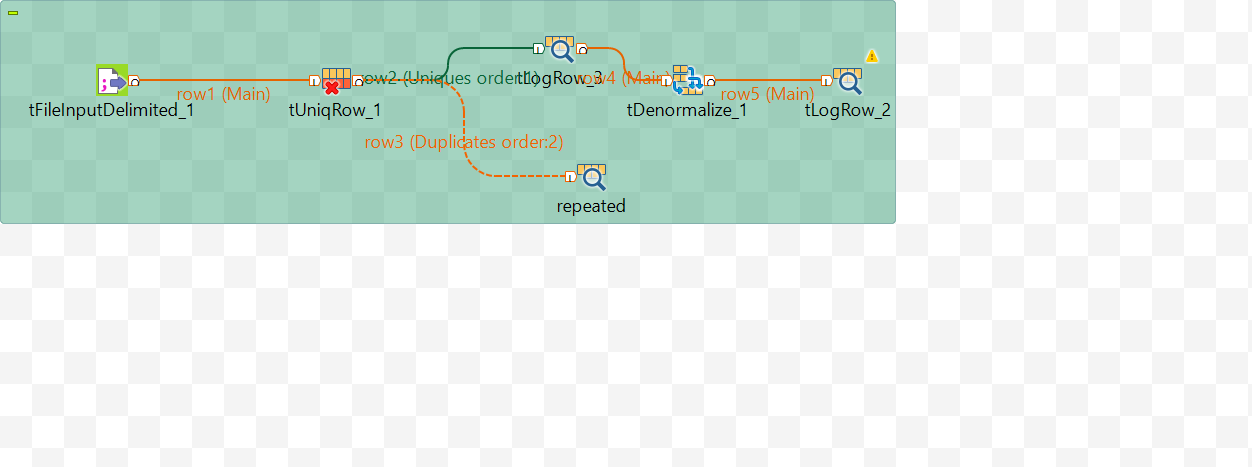 tLogRow_3
row2 (Uniques order:1)
row4 (Main)
row1 (Main)
row5 (Main)
tFileInputDelimited_1
tUniqRow_1
tDenormalize_1
tLogRow_2
row3 (Duplicates order:2)
repeated